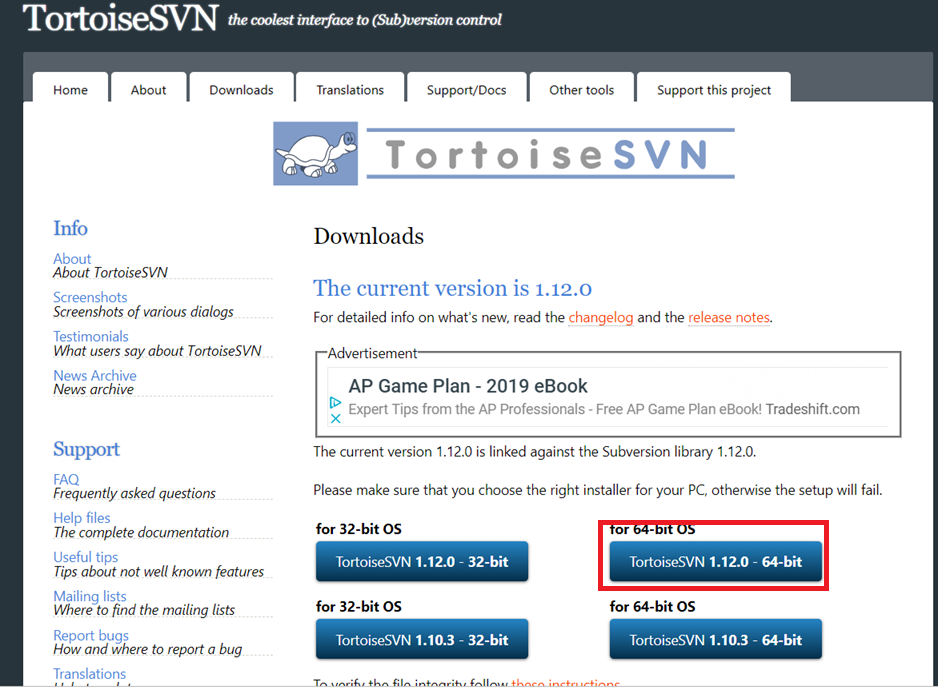 TortoiseSVN the coolest interface to (Sub)version control
Home About Downloads Translations Support/Docs Other tools Support this project
TortoiseSVN
Info
About
About TortoiseSVN
Screenshots
Screenshots of various dialogs
Testimonials
What users say about TortoiseSVN
News Archive
News archive
Support
FAQ
Frequently asked questions
Help files
The complete documentation
Useful tips
Tips about not well known features
Mailing lists
Where to find the mailing lists
Report bugs
How and where to report a bug
Translations
Downloads
The current version is 1.12.0
For detailed info on what's new, read the changelog and the release notes.
Advertisement
AP Game Plan - 2019 eBook
Expert Tips from the AP Professionals - Free AP Game Plan eBook! Tradeshift.com
The current version 1.12.0 is linked against the Subversion library 1.12.0.
Please make sure that you choose the right installer for your PC, otherwise the setup will fail.
for 32-bit OS for 64-bit OS
TortoiseSVN 1.12.0 - 32-bit TortoiseSVN 1.12.0 - 64-bit
for 32-bit OS for 64-bit OS
TortoiseSVN 1.10.3 - 32-bit TortoiseSVN 1.10.3 - 64-bit
To verify the file integrity follow these instructions